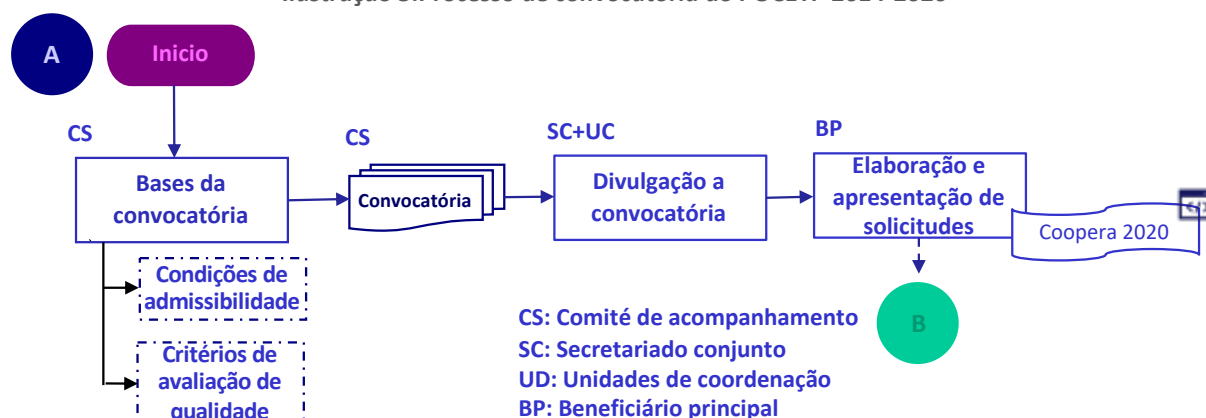 A
Inicio
CS
CS
SC+UC
BP
Bases da
convocatória
Convocatória
Divulgação a
convocatória
Elaboração e
apresentação de
solicitudes
Coopera 2020
Condições de
admissibilidade
Critérios de
avaliação de
qualidade
B
CS: Comité de acompanhamento
SC: Secretariado conjunto
UD: Unidades de coordenação
BP: Beneficiário principal